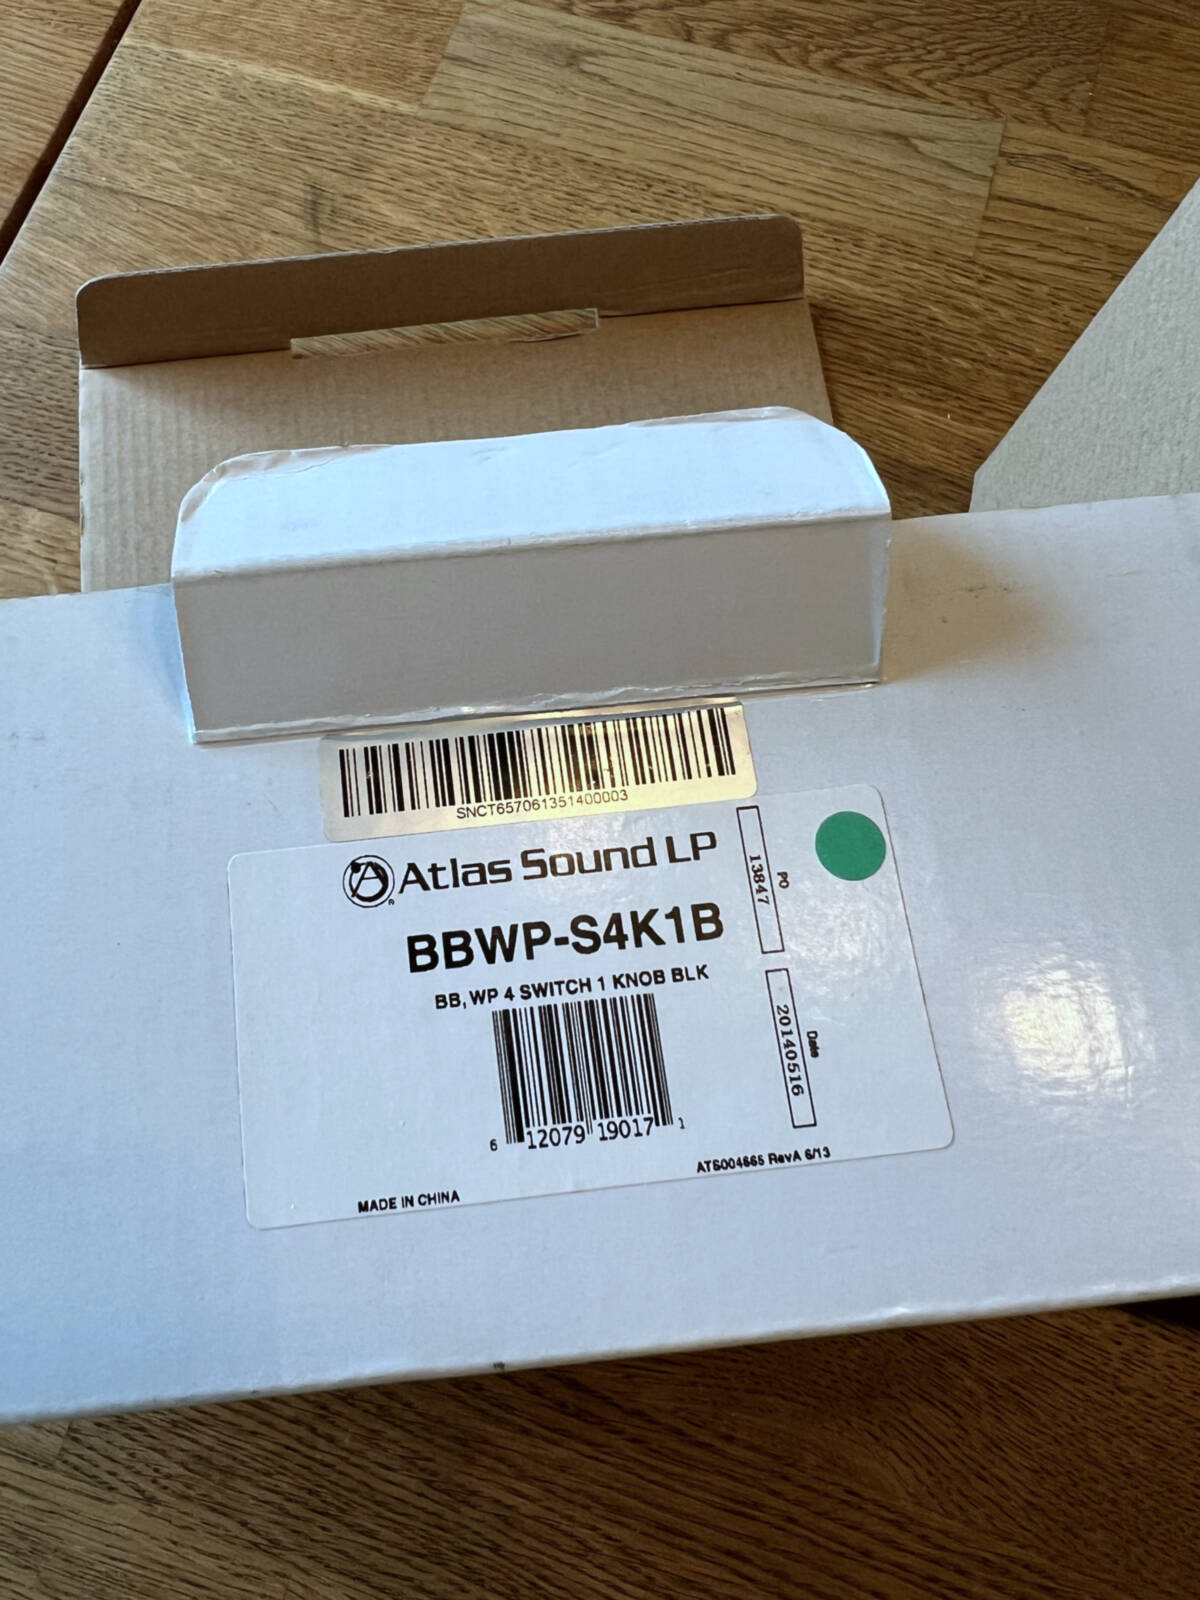 SNCT657061351400003
Atlas Sound LP
BBWP-S4K1B
BB, WP 4 SWITCH 1 KNOB BLK
6 12079 19017 1
PO
13847
Date
20140516
ATS004665 RevA 6/13
MADE IN CHINA